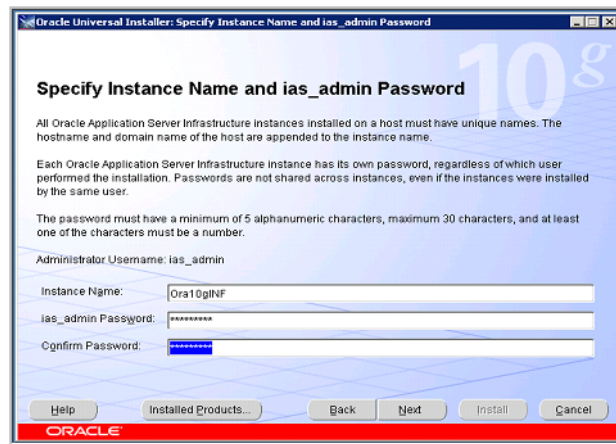 Oracle Universal Installer: Specify Instance Name and ias_admin Password
10g
Specify Instance Name and ias_admin Password
All Oracle Application Server Infrastructure instances installed on a host must have unique names. The
hostname and domain name of the host are appended to the instance name.
Each Oracle Application Server Infrastructure instance has its own password, regardless of which user
performed the installation. Passwords are not shared across instances, even if the instances were installed
by the same user.
The password must have a minimum of 5 alphanumeric characters, maximum 30 characters, and at least
one of the characters must be a number.
Administrator Username: ias_admin
Instance Name: Ora10gINF
ias_admin Password: *********
Confirm Password: *********
Help Installed Products... Back Next Install Cancel
ORACLE